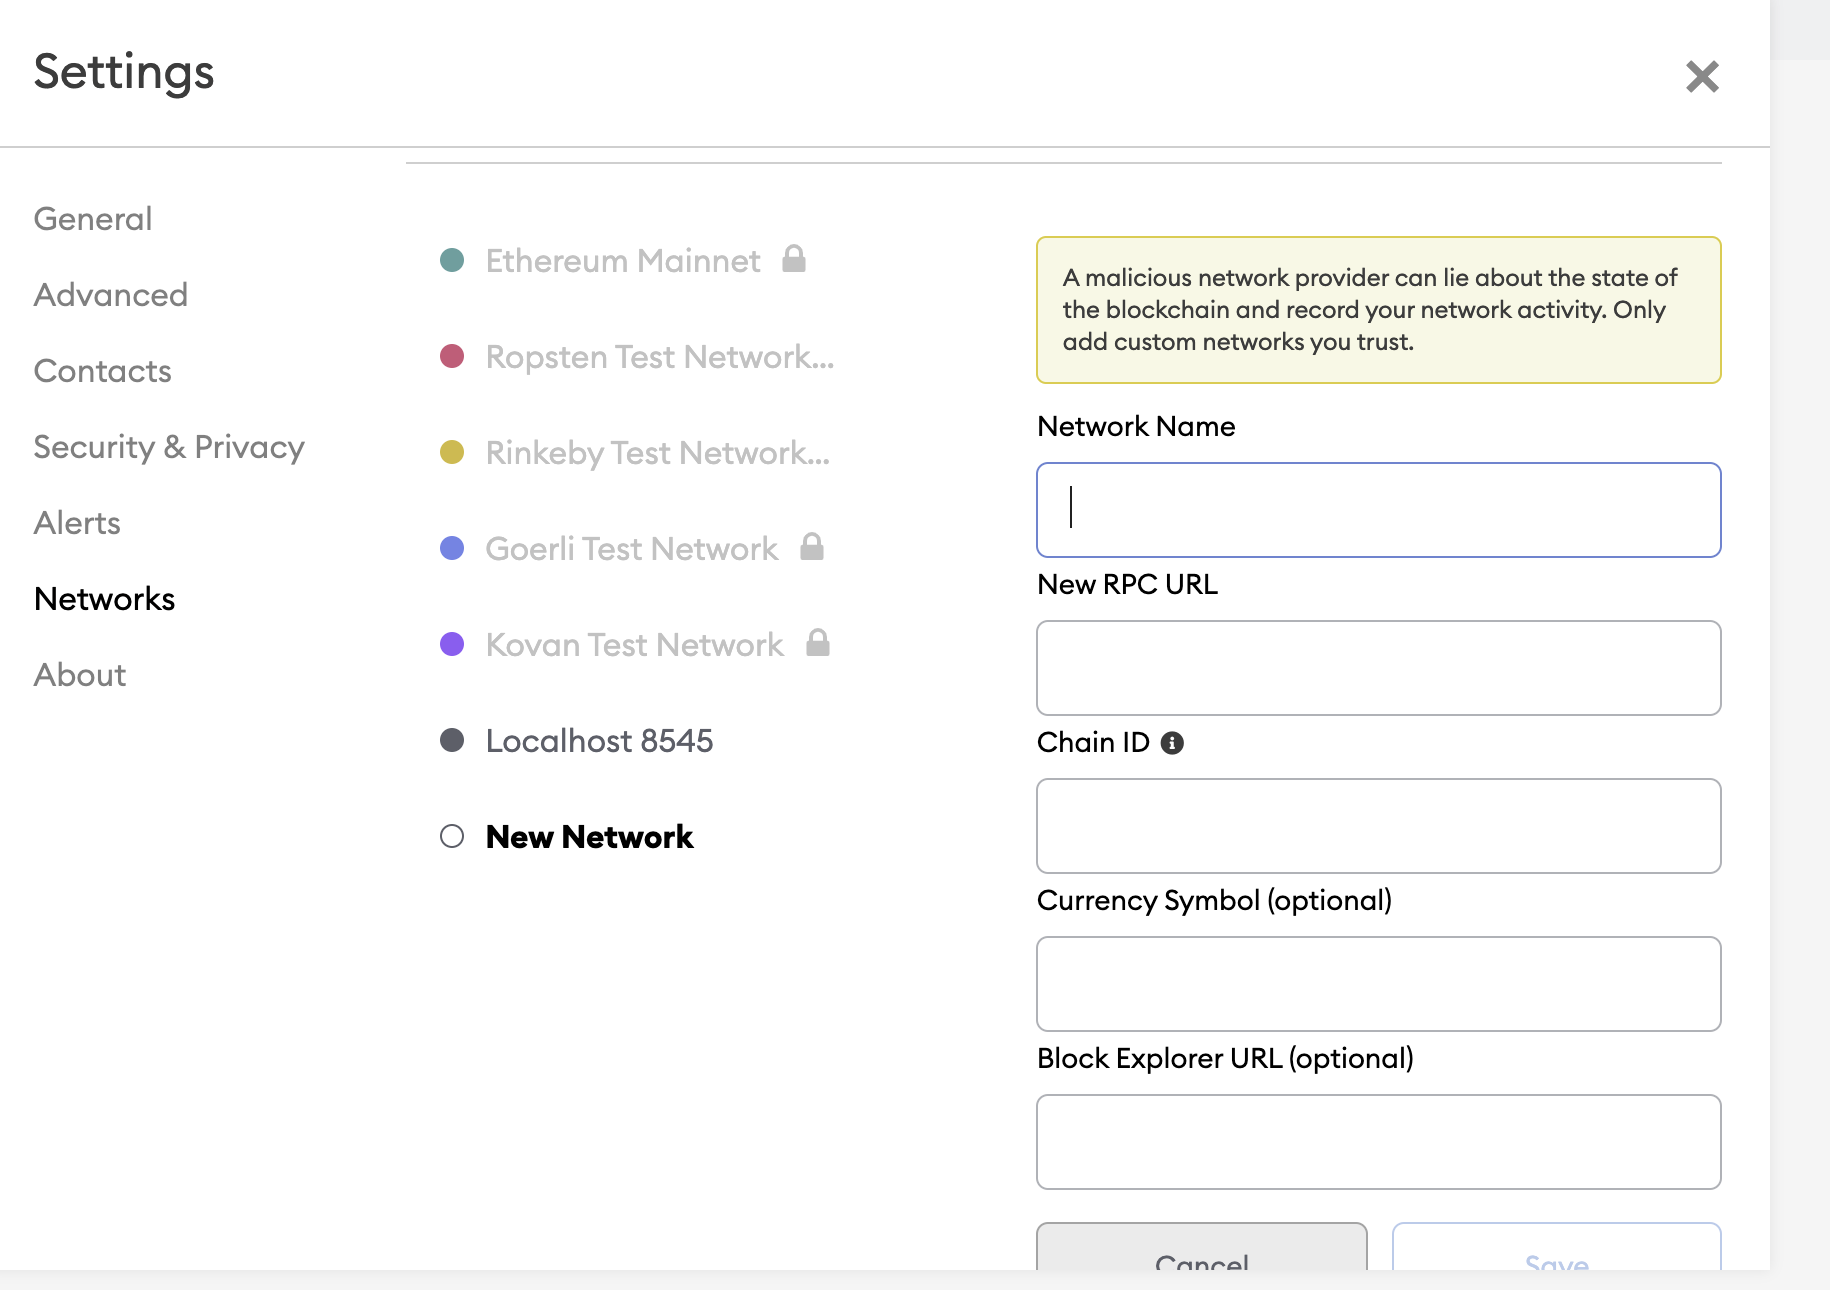 Settings
General
Advanced
Contacts
Security & Privacy
Alerts
Networks
About
Ethereum Mainnet
Ropsten Test Network...
Rinkeby Test Network...
Goerli Test Network
Kovan Test Network
Localhost 8545
New Network
A malicious network provider can lie about the state of
the blockchain and record your network activity. Only
add custom networks you trust.
Network Name
New RPC URL
Chain ID
Currency Symbol (optional)
Block Explorer URL (optional)
Cancel
Save